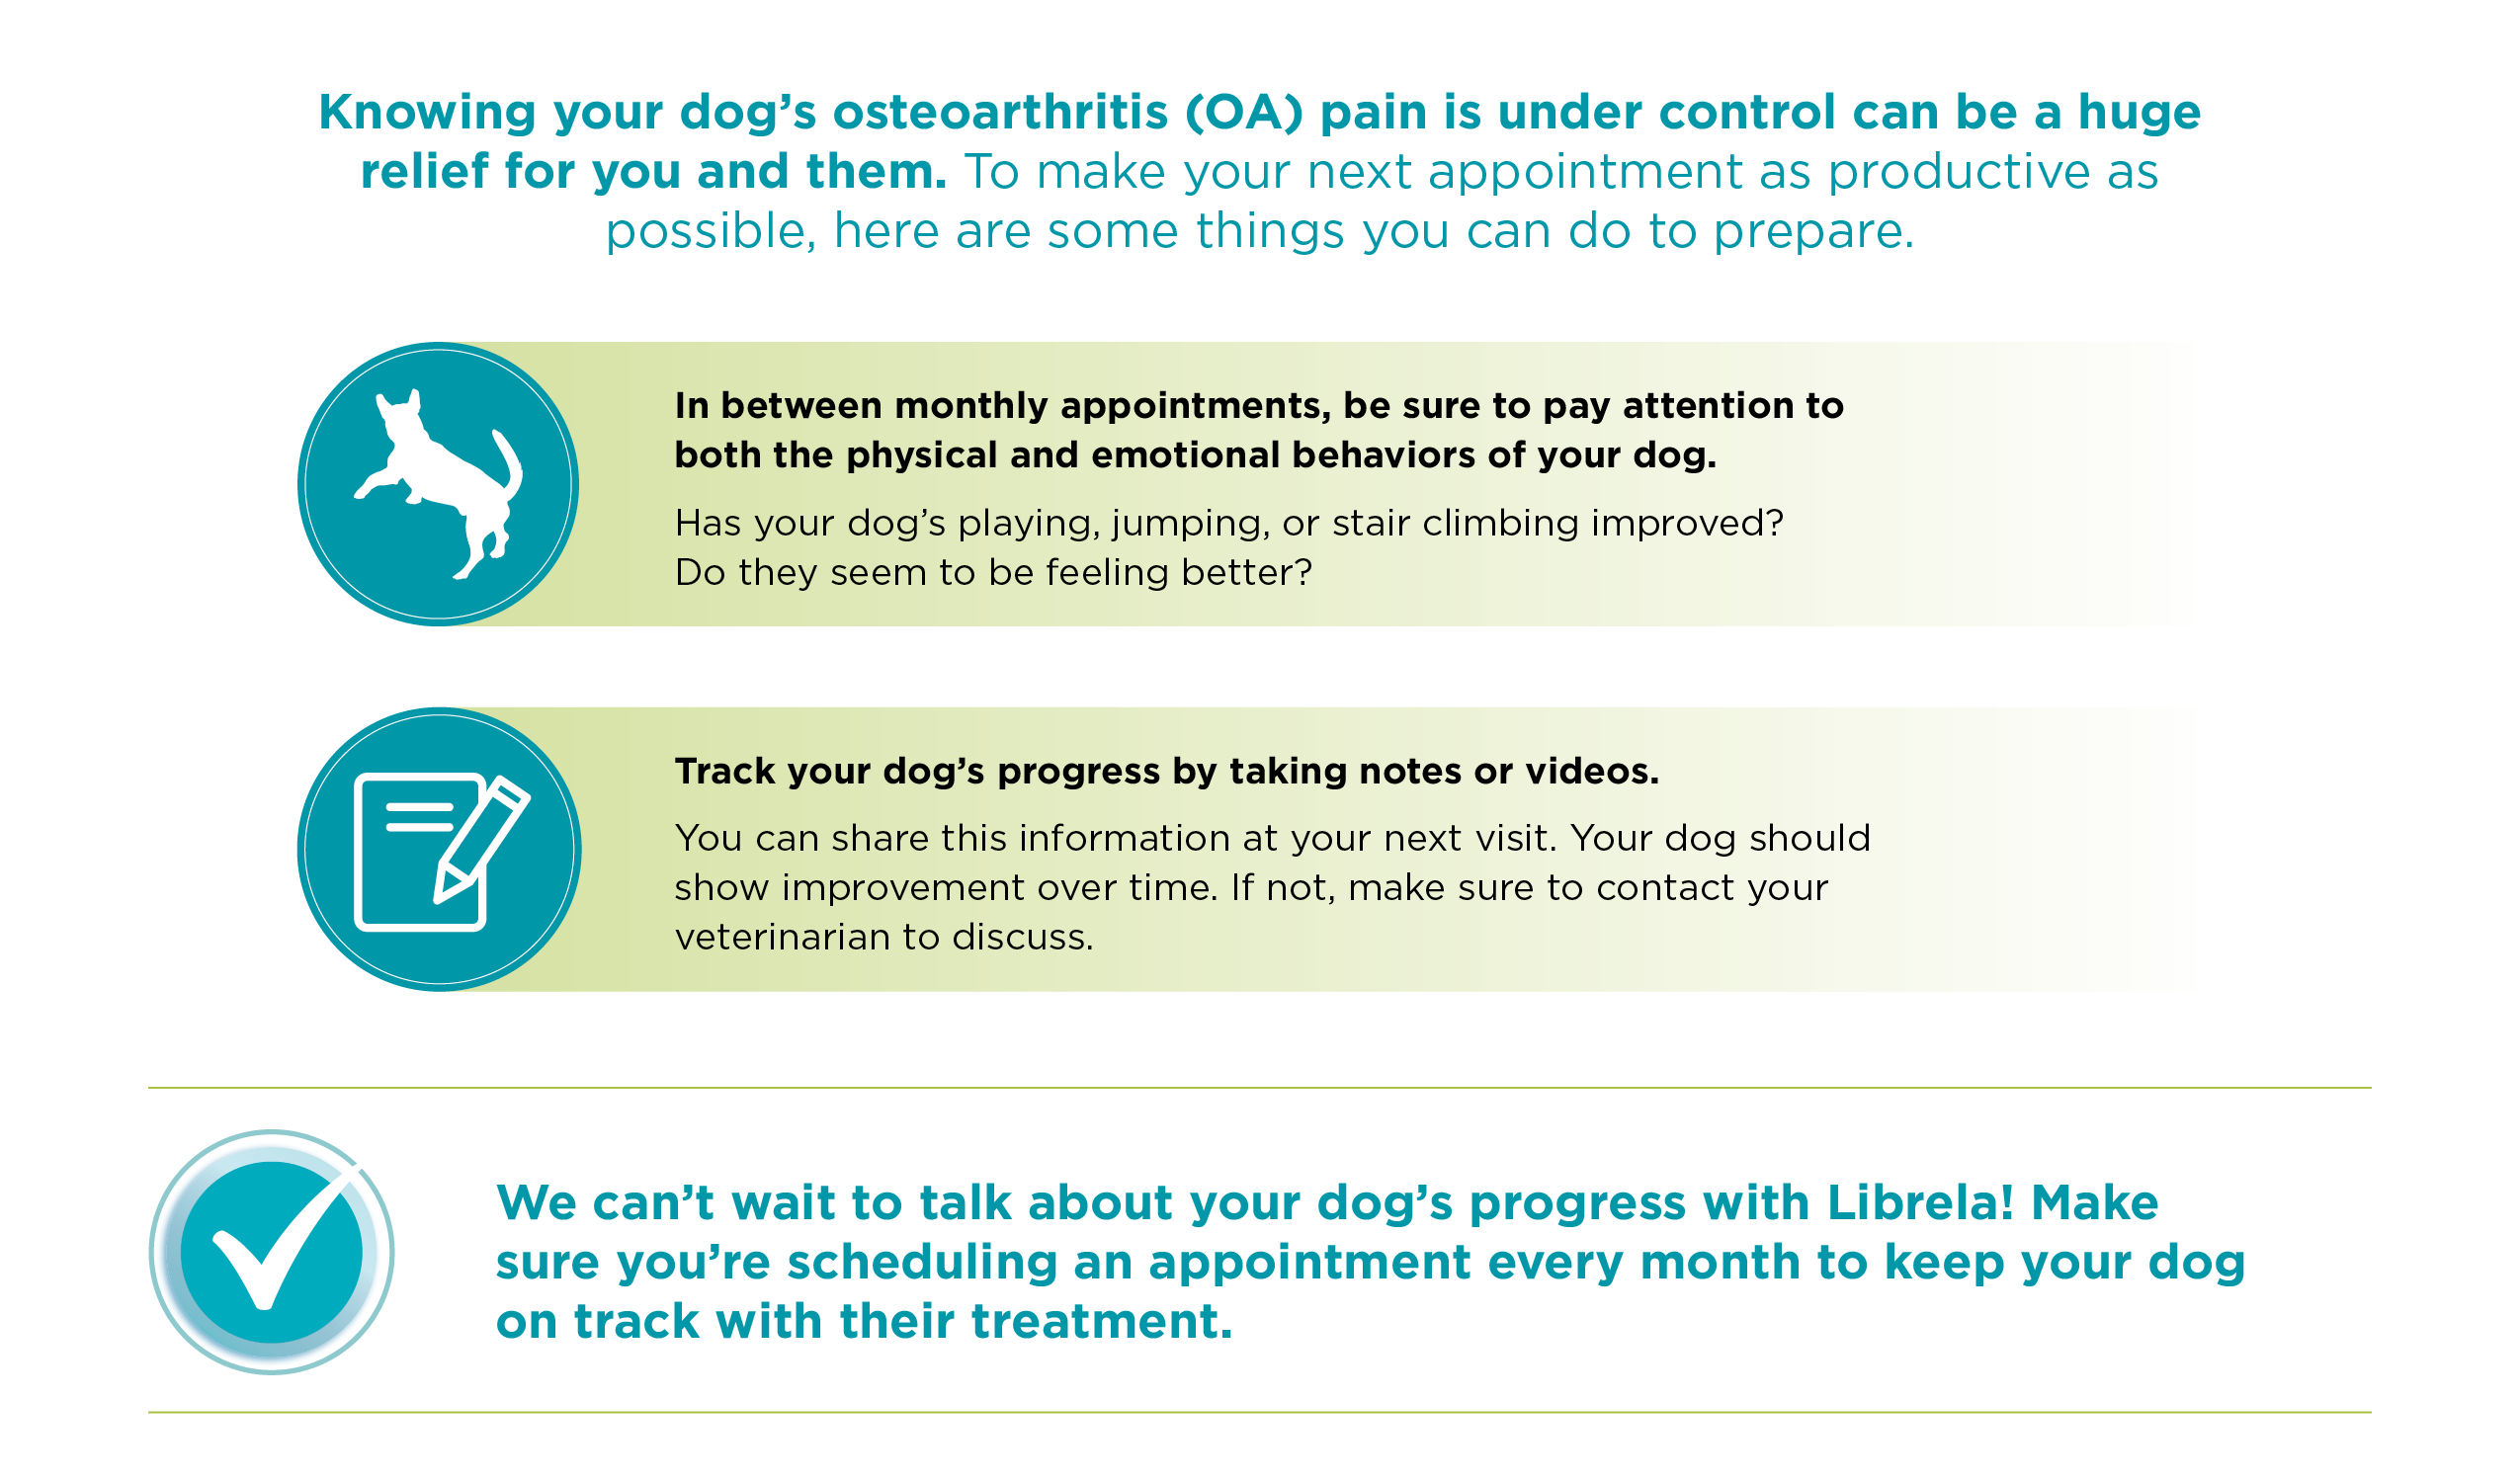 Knowing your dog’s osteoarthritis (OA) pain is under control can be a huge
relief for you and them. To make your next appointment as productive as
possible, here are some things you can do to prepare.
In between monthly appointments, be sure to pay attention to
both the physical and emotional behaviors of your dog.
Has your dog’s playing, jumping, or stair climbing improved?
Do they seem to be feeling better?
Track your dog’s progress by taking notes or videos.
You can share this information at your next visit. Your dog should
show improvement over time. If not, make sure to contact your
veterinarian to discuss.
We can’t wait to talk about your dog’s progress with Librela! Make
sure you’re scheduling an appointment every month to keep your dog
on track with their treatment.